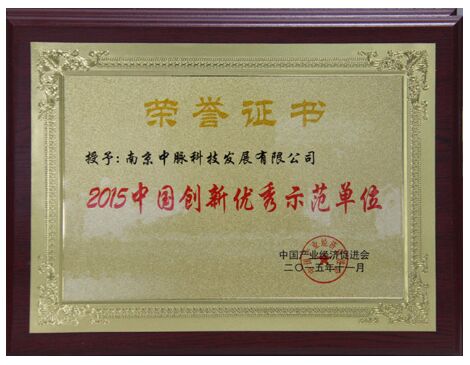 荣誉证书
授予:南京中脉科技发展有限公司
2015中国创新优秀示范单位
中国产业经济促进会
二〇一五年十一月